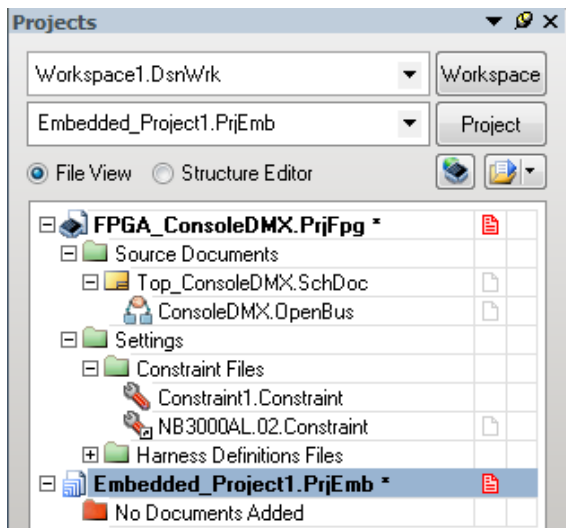 Projects
Workspace1.DsnWrk
Workspace
Embedded_Project1.PrjEmb
Project
File View
Structure Editor
FPGA_ConsoleDMX.PrjFpg *
Source Documents
Top_ConsoleDMX.SchDoc
ConsoleDMX.OpenBus
Settings
Constraint Files
Constraint1.Constraint
NB3000AL.02.Constraint
Harness Definitions Files
Embedded_Project1.PrjEmb *
No Documents Added